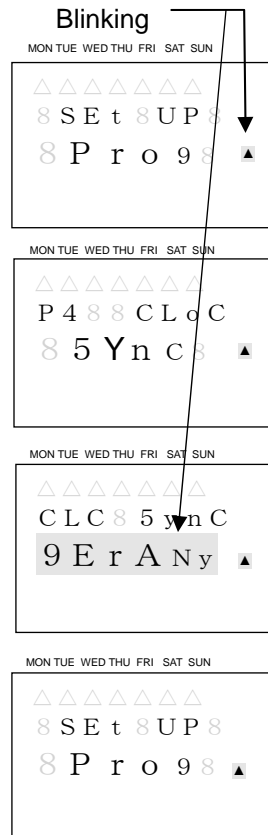 Blinking
MON TUE WED THU FRI SAT SUN
△△△△△△△
8SEt8UP8
8Pro98 ▲
MON TUE WED THU FRI SAT SUN
△△△△△△△
P488CLoC
85YnC8 ▲
MON TUE WED THU FRI SAT SUN
△△△△△△△
CLC85ynC
9ErANy ▲
MON TUE WED THU FRI SAT SUN
△△△△△△△
8SEt8UP8
8Pro98 ▲